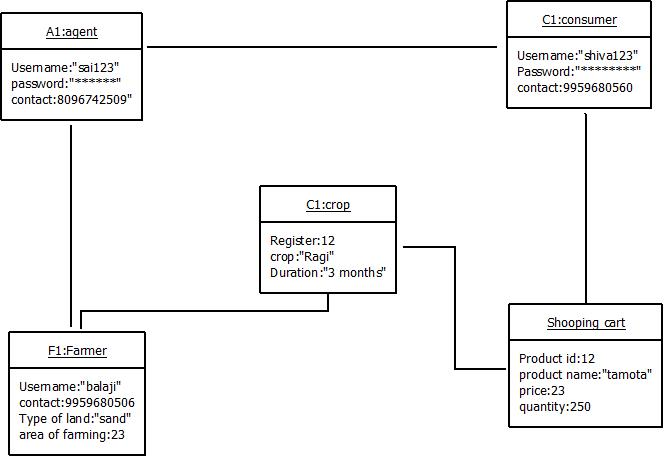 A1:agent
Username:"sai123"
password:"******"
contact:8096742509"
C1:consumer
Username:"shiva123"
Password:"********"
contact:9959680560
C1:crop
Register:12
crop:"Ragi"
Duration:"3 months"
F1:Farmer
Username:"balaji"
contact:9959680506
Type of land:"sand"
area of farming:23
Shooping cart
Product id:12
product name:"tamota"
price:23
quantity:250